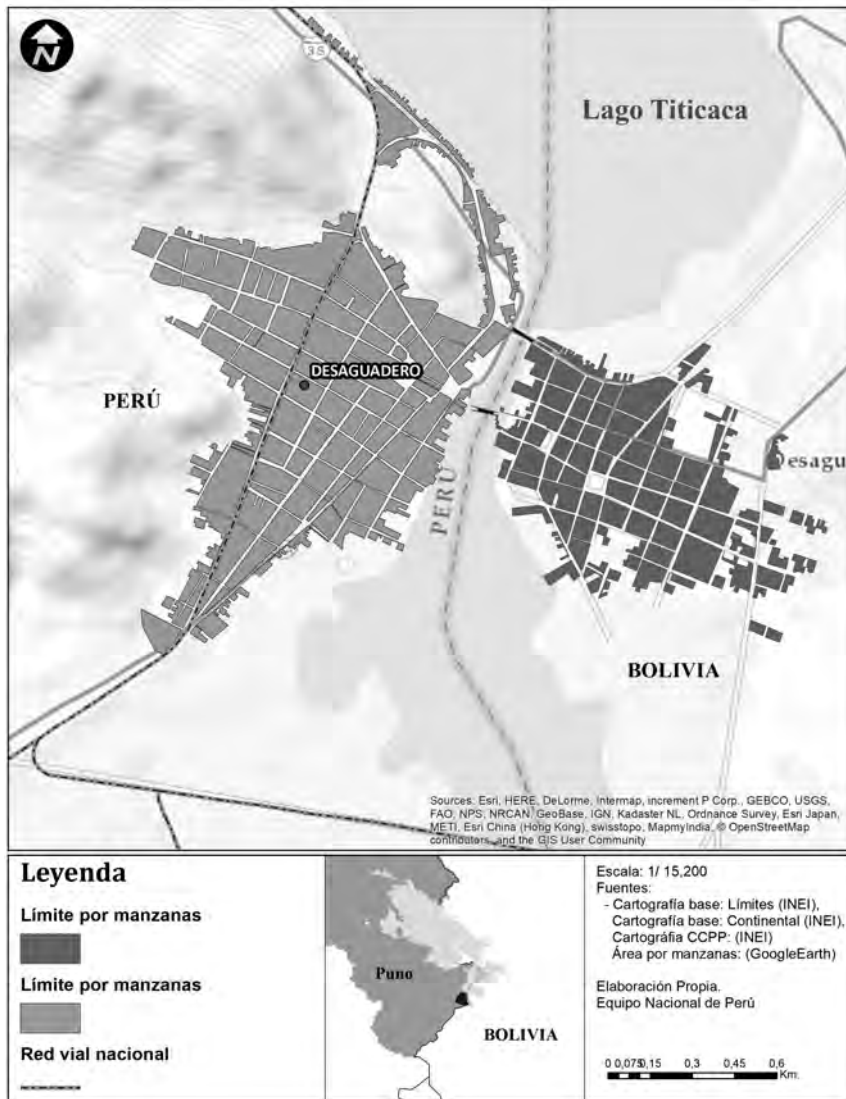 N
3S
Lago Titicaca
DESAGUADERO
PERÚ
PERÚ
Desagu
BOLIVIA
Sources: Esri, HERE, DeLorme, Intermap, increment P Corp., GEBCO, USGS,
FAO, NPS, NRCAN, GeoBase, IGN, Kadaster NL, Ordnance Survey, Esri Japan,
METI, Esri China (Hong Kong), swisstopo, MapmyIndia, © OpenStreetMap
contributors, and the GIS User Community
Leyenda
Límite por manzanas
Límite por manzanas
Red vial nacional
Puno
BOLIVIA
Escala: 1/ 15,200
Fuentes:
- Cartografía base: Límites (INEI),
Cartografía base: Continental (INEI),
Cartográfia CCPP: (INEI)
Área por manzanas: (GoogleEarth)
Elaboración Propia.
Equipo Nacional de Perú
0 0,075 0,15 0,3 0,45 0,6
Km.